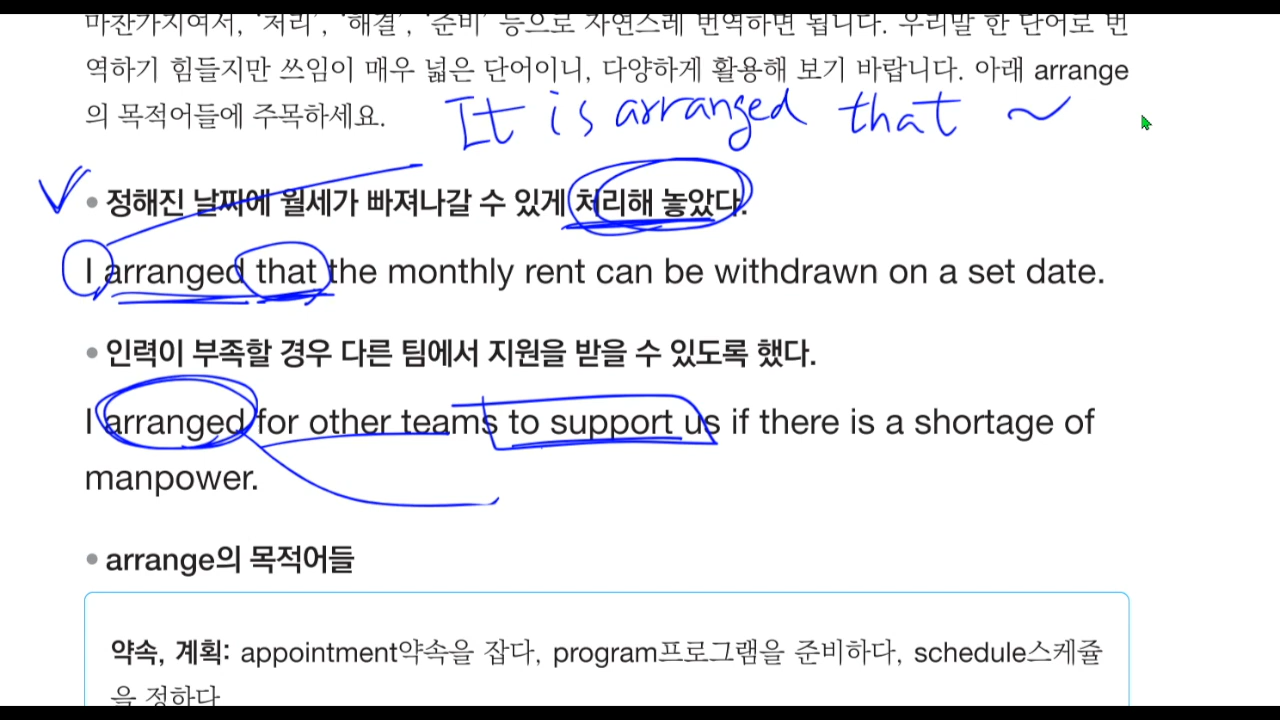 마찬가지여서, '처리', '해결', '준비' 등으로 자연스레 번역하면 됩니다. 우리말 한 단어로 번
역하기 힘들지만 쓰임이 매우 넓은 단어이니, 다양하게 활용해 보기 바랍니다. 아래 arrange
의 목적어들에 주목하세요.
It is arranged that ~
• 정해진 날짜에 월세가 빠져나갈 수 있게 처리해 놓았다.
I arranged that the monthly rent can be withdrawn on a set date.
• 인력이 부족할 경우 다른 팀에서 지원을 받을 수 있도록 했다.
I arranged for other teams to support us if there is a shortage of
manpower.
• arrange의 목적어들
약속, 계획: appointment약속을 잡다, program프로그램을 준비하다, schedule스케줄
을 정하다